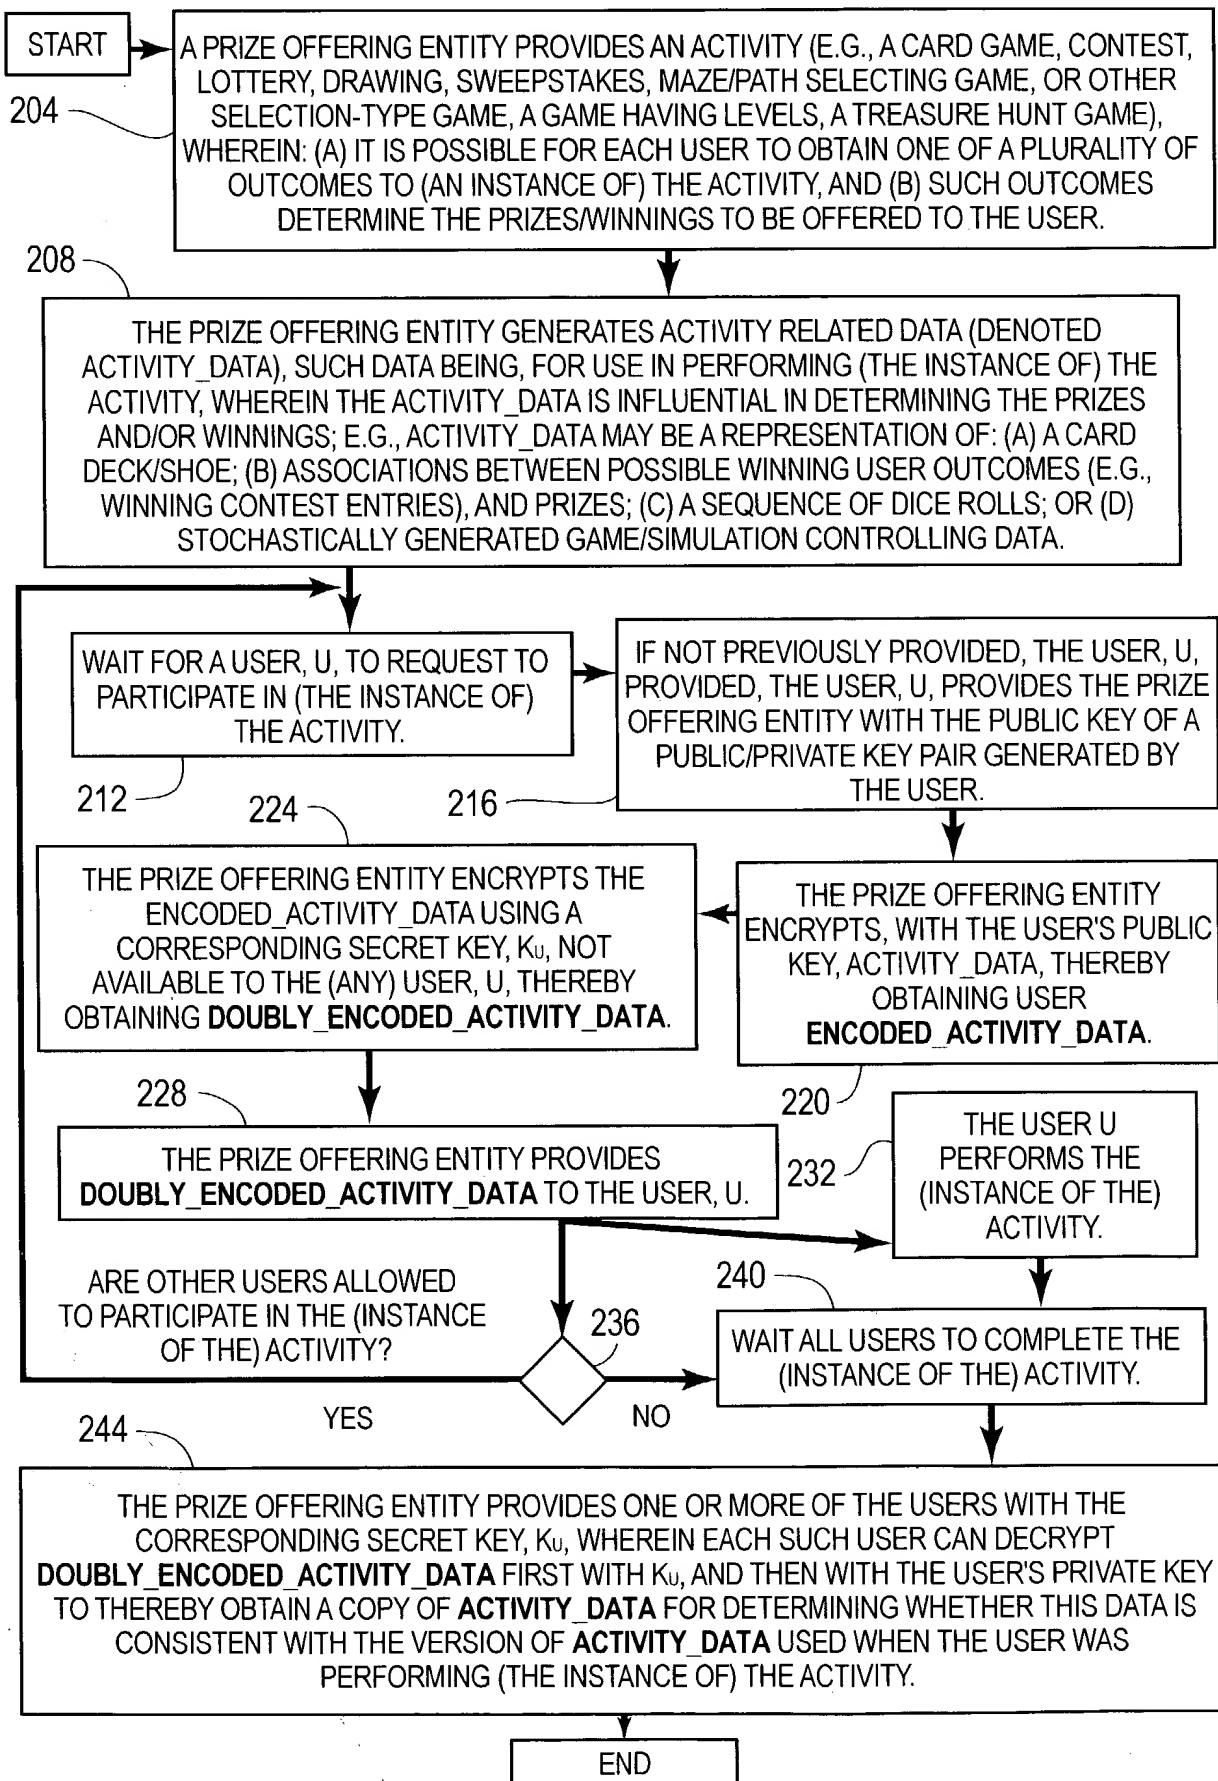 START
A PRIZE OFFERING ENTITY PROVIDES AN ACTIVITY (E.G., A CARD GAME, CONTEST,
LOTTERY, DRAWING, SWEEPSTAKES, MAZE/PATH SELECTING GAME, OR OTHER
SELECTION-TYPE GAME, A GAME HAVING LEVELS, A TREASURE HUNT GAME),
WHEREIN: (A) IT IS POSSIBLE FOR EACH USER TO OBTAIN ONE OF A PLURALITY OF
OUTCOMES TO (AN INSTANCE OF) THE ACTIVITY, AND (B) SUCH OUTCOMES
DETERMINE THE PRIZES/WINNINGS TO BE OFFERED TO THE USER.
204
208
THE PRIZE OFFERING ENTITY GENERATES ACTIVITY RELATED DATA (DENOTED
ACTIVITY_DATA), SUCH DATA BEING, FOR USE IN PERFORMING (THE INSTANCE OF) THE
ACTIVITY, WHEREIN THE ACTIVITY_DATA IS INFLUENTIAL IN DETERMINING THE PRIZES
AND/OR WINNINGS; E.G., ACTIVITY_DATA MAY BE A REPRESENTATION OF: (A) A CARD
DECK/SHOE; (B) ASSOCIATIONS BETWEEN POSSIBLE WINNING USER OUTCOMES (E.G.,
WINNING CONTEST ENTRIES), AND PRIZES; (C) A SEQUENCE OF DICE ROLLS; OR (D)
STOCHASTICALLY GENERATED GAME/SIMULATION CONTROLLING DATA.
WAIT FOR A USER, U, TO REQUEST TO
PARTICIPATE IN (THE INSTANCE OF)
THE ACTIVITY.
212
IF NOT PREVIOUSLY PROVIDED, THE USER, U,
PROVIDED, THE USER, U, PROVIDES THE PRIZE
OFFERING ENTITY WITH THE PUBLIC KEY OF A
PUBLIC/PRIVATE KEY PAIR GENERATED BY
THE USER.
216
224
THE PRIZE OFFERING ENTITY ENCRYPTS THE
ENCODED_ACTIVITY_DATA USING A
CORRESPONDING SECRET KEY, KU, NOT
AVAILABLE TO THE (ANY) USER, U, THEREBY
OBTAINING DOUBLY_ENCODED_ACTIVITY_DATA.
THE PRIZE OFFERING ENTITY
ENCRYPTS, WITH THE USER'S PUBLIC
KEY, ACTIVITY_DATA, THEREBY
OBTAINING USER
ENCODED_ACTIVITY_DATA.
220
228
THE PRIZE OFFERING ENTITY PROVIDES
DOUBLY_ENCODED_ACTIVITY_DATA TO THE USER, U.
232
THE USER U
PERFORMS THE
(INSTANCE OF THE)
ACTIVITY.
ARE OTHER USERS ALLOWED
TO PARTICIPATE IN THE (INSTANCE
OF THE) ACTIVITY?
236
240
WAIT ALL USERS TO COMPLETE THE
(INSTANCE OF THE) ACTIVITY.
YES
NO
244
THE PRIZE OFFERING ENTITY PROVIDES ONE OR MORE OF THE USERS WITH THE
CORRESPONDING SECRET KEY, KU, WHEREIN EACH SUCH USER CAN DECRYPT
DOUBLY_ENCODED_ACTIVITY_DATA FIRST WITH KU, AND THEN WITH THE USER'S PRIVATE KEY
TO THEREBY OBTAIN A COPY OF ACTIVITY_DATA FOR DETERMINING WHETHER THIS DATA IS
CONSISTENT WITH THE VERSION OF ACTIVITY_DATA USED WHEN THE USER WAS
PERFORMING (THE INSTANCE OF) THE ACTIVITY.
END